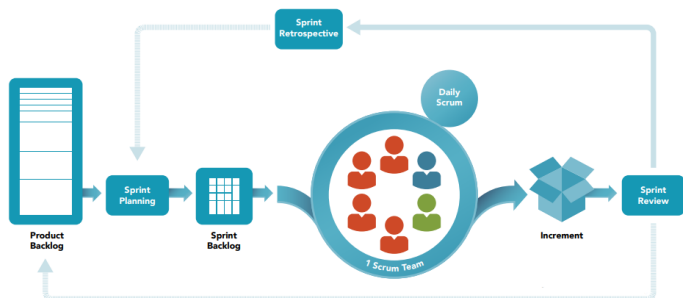 Sprint
Retrospective
Daily
Scrum
Sprint
Planning
Sprint
Review
Product
Backlog
Sprint
Backlog
1 Scrum Team
Increment